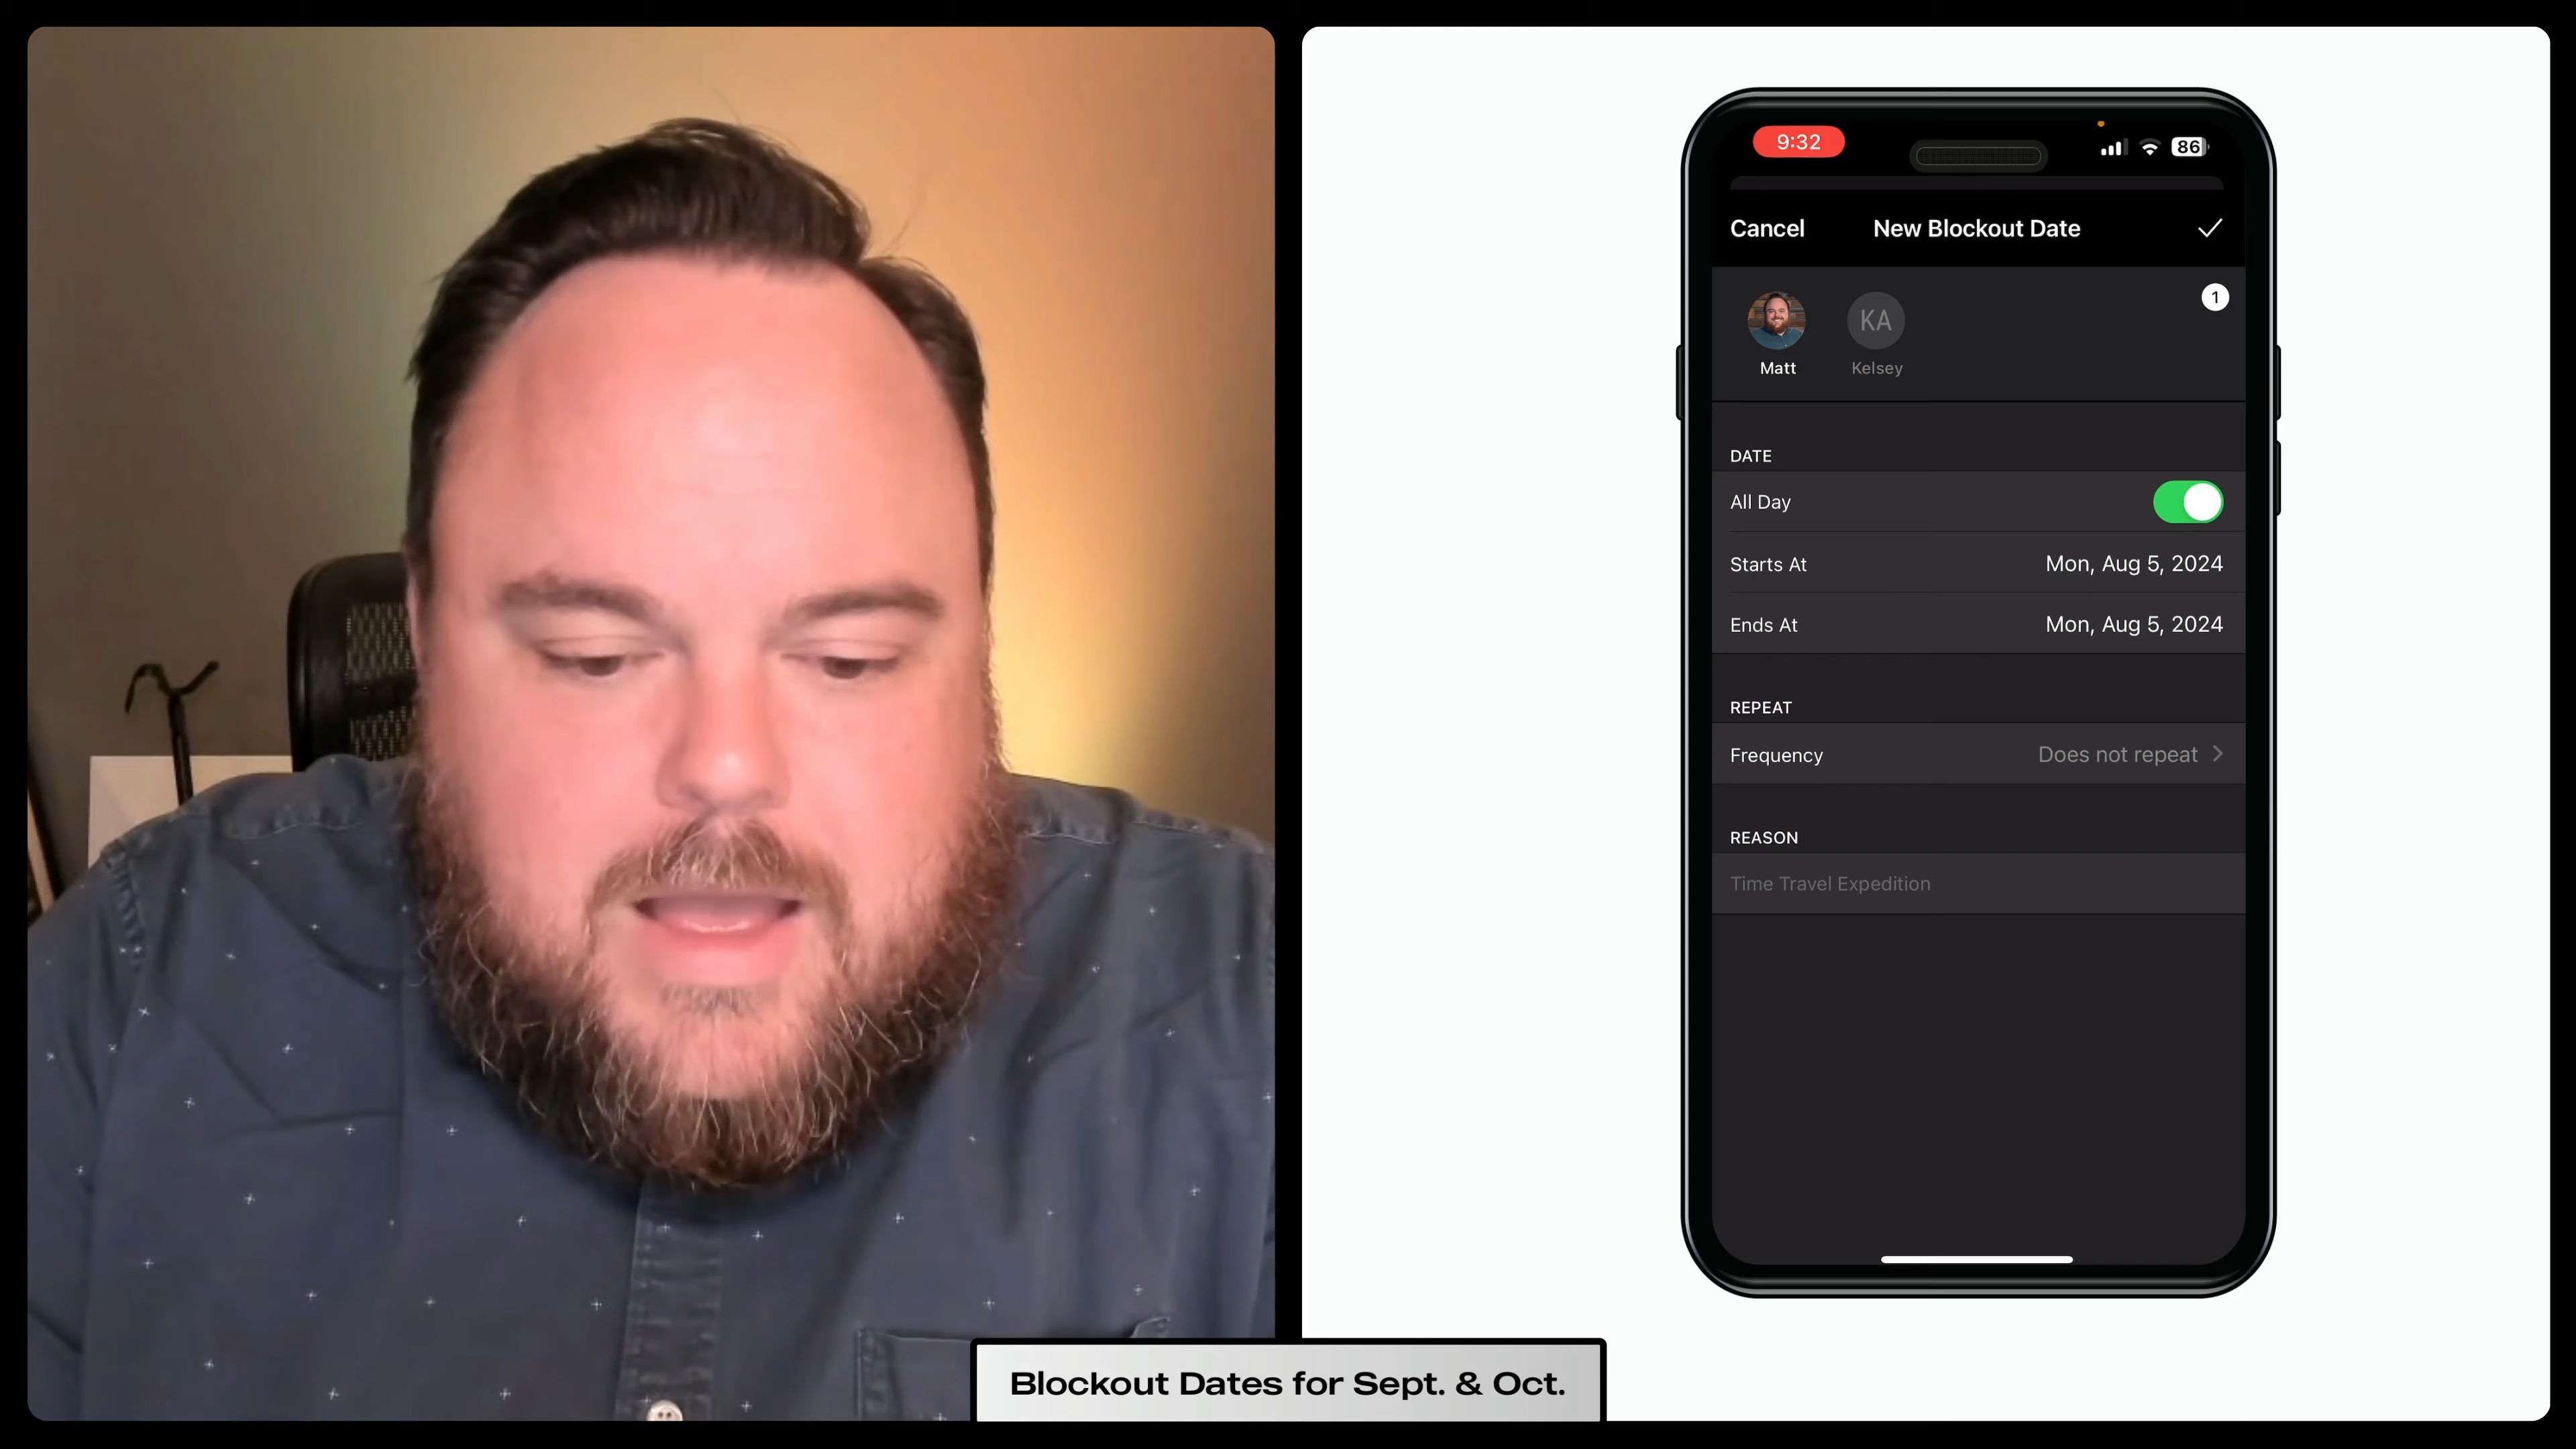 9:32
86
Cancel
New Blockout Date
1
KA
Matt
Kelsey
DATE
All Day
Starts At
Mon, Aug 5, 2024
Ends At
Mon, Aug 5, 2024
REPEAT
Frequency
Does not repeat
REASON
Time Travel Expedition
Blockout Dates for Sept. & Oct.